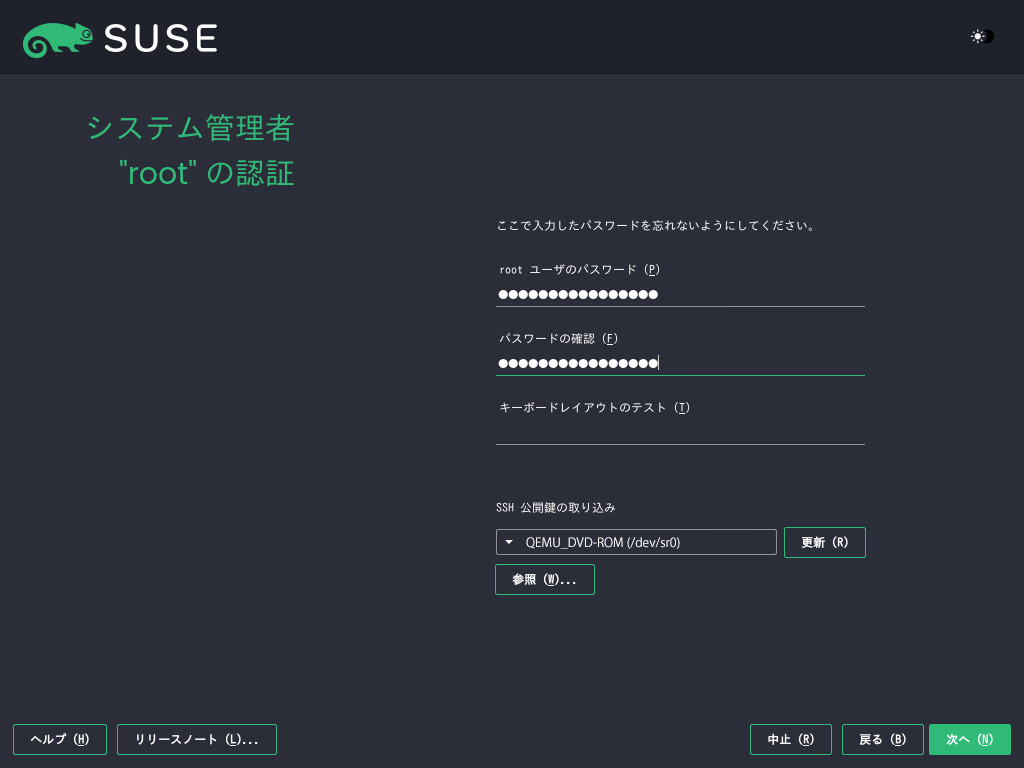 SUSE
システム管理者
"root" の認証
ここで入力したパスワードを忘れないようにしてください。
root ユーザのパスワード (P)
●●●●●●●●●●●●●●●●
パスワードの確認 (F)
●●●●●●●●●●●●●●●●
キーボードレイアウトのテスト (T)
SSH 公開鍵の取り込み
QEMU_DVD-ROM (/dev/sr0)
更新 (R)
参照 (W)...
ヘルプ (H)
リリースノート (L)...
中止 (R)
戻る (B)
次へ (N)